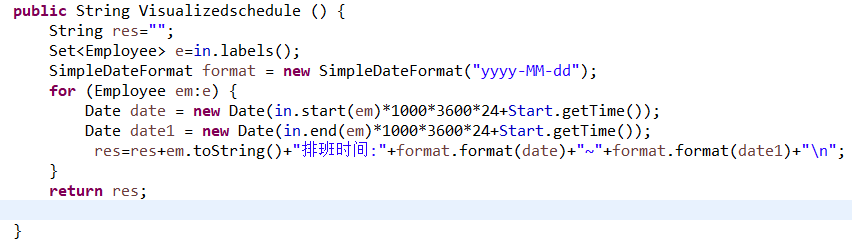 public String Visualizedschedule () {
String res="";
Set<Employee> e=in.labels();
SimpleDateFormat format = new SimpleDateFormat("yyyy-MM-dd");
for (Employee em:e) {
Date date = new Date(in.start(em)*1000*3600*24+Start.getTime());
Date date1 = new Date(in.end(em)*1000*3600*24+Start.getTime());
res=res+em.toString()+"排班时间:"+format.format(date)+"~"+format.format(date1)+"\n";
}
return res;
}